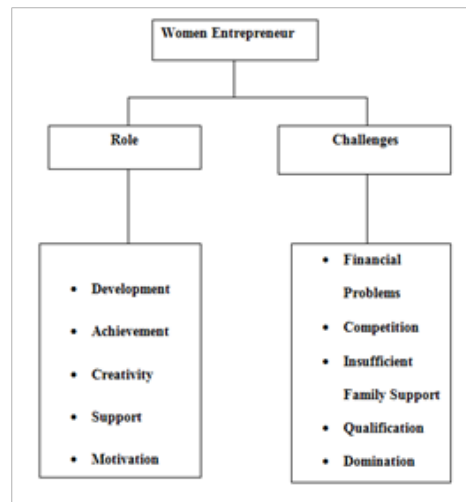 Women Entrepreneur
Role
Challenges
• Development
• Achievement
• Creativity
• Support
• Motivation
• Financial
Problems
• Competition
• Insufficient
Family Support
• Qualification
• Domination